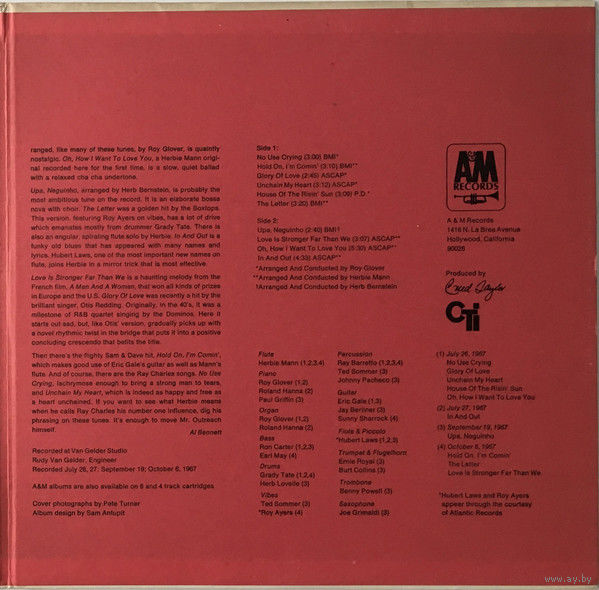 ranged, like many of these tunes, by Roy Glover, is quaintly
nostalgic. Oh, How I Want To Love You, a Herbie Mann origi-
nal recorded here for the first time, is a slow, quiet ballad
with a relaxed cha cha undertone.
Upa, Neguinho, arranged by Herb Bernstein, is probably the
most ambitious tune on the record. It is an elaborate bossa
nova with choir. The Letter was a golden hit by the Boxtops.
This version, featuring Roy Ayers on vibes, has a lot of drive
which emanates mostly from drummer Grady Tate. There is
also an angular, spiralling flute solo by Herbie. In And Out is a
funky old blues that has appeared with many names and
lyrics. Hubert Laws, one of the most important new names on
flute, joins Herbie in a mirror trick that is most effective.
Love Is Stronger Far Than We is a haunting melody from the
French film, A Man And A Woman, that won all kinds of prizes
in Europe and the U.S. Glory Of Love was recently a hit by the
brilliant singer, Otis Redding. Originally, in the 40's, it was a
milestone of R&B quartet singing by the Dominos. Here it
starts out sad, but, like Otis' version, gradually picks up with
a novel rhythmic twist in the bridge that puts it into a positive
concluding crescendo that befits the title.
Then there's the flighty Sam & Dave hit, Hold On, I'm Comin',
which makes good use of Eric Gale's guitar as well as Mann's
flute. And of course, there are the Ray Charles songs. No Use
Crying, lachrymose enough to bring a strong man to tears,
and Unchain My Heart, which is indeed as happy and free as
a heart unchained. If you want to see what Herbie means
when he calls Ray Charles his number one influence, dig his
phrasing on these tunes. It's enough to move Mr. Outreach
himself.
Al Bennett
Recorded at Van Gelder Studio
Rudy Van Gelder, Engineer
Recorded July 26, 27; September 19; October 6, 1967
A&M albums are also available on 8 and 4 track cartridges
Cover photographs by Pete Turner
Album design by Sam Antupit
Side 1:
No Use Crying (3:00) BMI*
Hold On, I'm Comin' (3:10) BMI**
Glory Of Love (2:45) ASCAP*
Unchain My Heart (3:12) ASCAP*
House Of The Risin' Sun (3:09) P.D.*
The Letter (3:20) BMI**
Side 2:
Upa, Neguinho (2:40) BMI†
Love Is Stronger Far Than We (3:07) ASCAP**
Oh, How I Want To Love You (5:30) ASCAP**
In And Out (4:33) ASCAP**
*Arranged And Conducted by Roy Glover
**Arranged And Conducted by Herbie Mann
†Arranged And Conducted by Herb Bernstein
Flute
Herbie Mann (1,2,3,4)
Piano
Roy Glover (1,2)
Roland Hanna (2)
Paul Griffin (3)
Organ
Roy Glover (1,2)
Roland Hanna (2)
Bass
Ron Carter (1,2,3)
Earl May (4)
Drums
Grady Tate (1,2,4)
Herb Lovelle (3)
Vibes
Ted Sommer (3)
*Roy Ayers (4)
Percussion
Ray Barretto (1,2,3,4)
Ted Sommer (3)
Johnny Pacheco (3)
Guitar
Eric Gale (1,3)
Jay Berliner (3)
Sonny Sharrock (4)
Flute & Piccolo
*Hubert Laws (1,2,3)
Trumpet & Flugelhorn
Ernie Royal (3)
Burt Collins (3)
Trombone
Benny Powell (3)
Saxophone
Joe Grimaldi (3)
A&M
RECORDS
A & M Records
1416 N. La Brea Avenue
Hollywood, California
90028
Produced by
Creed Taylor
CTi
(1) July 26, 1967
No Use Crying
Glory Of Love
Unchain My Heart
House Of The Risin' Sun
Oh, How I Want To Love You
(2) July 27, 1967
In And Out
(3) September 19, 1967
Upa, Neguinho
(4) October 6, 1967
Hold On, I'm Comin'
The Letter
Love Is Stronger Far Than We
*Hubert Laws and Roy Ayers
appear through the courtesy
of Atlantic Records
www.ay.by